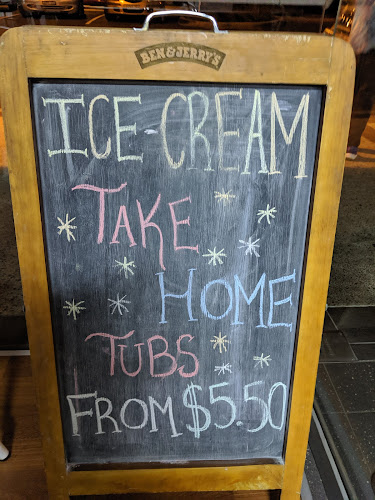 BEN & JERRY'S
ICE CREAM
TAKE
HOME
TUBS
FROM $5.50